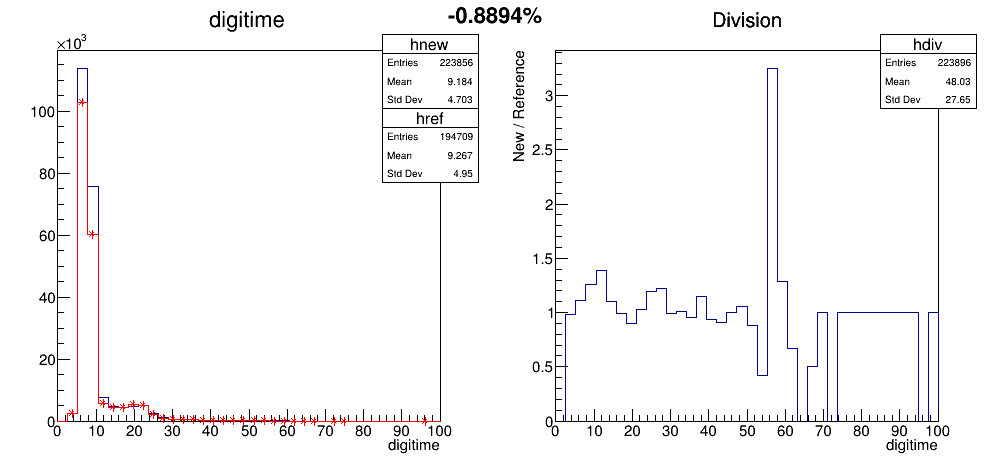 -0.8894%
digitime
×10³
hnew
Entries 223856
Mean 9.184
Std Dev 4.703
href
Entries 194709
Mean 9.267
Std Dev 4.95
100
80
60
40
20
0
0 10 20 30 40 50 60 70 80 90 100
digitime
Division
New / Reference
hdiv
Entries 223896
Mean 48.03
Std Dev 27.65
3
2.5
2
1.5
1
0.5
0
0 10 20 30 40 50 60 70 80 90 100
digitime